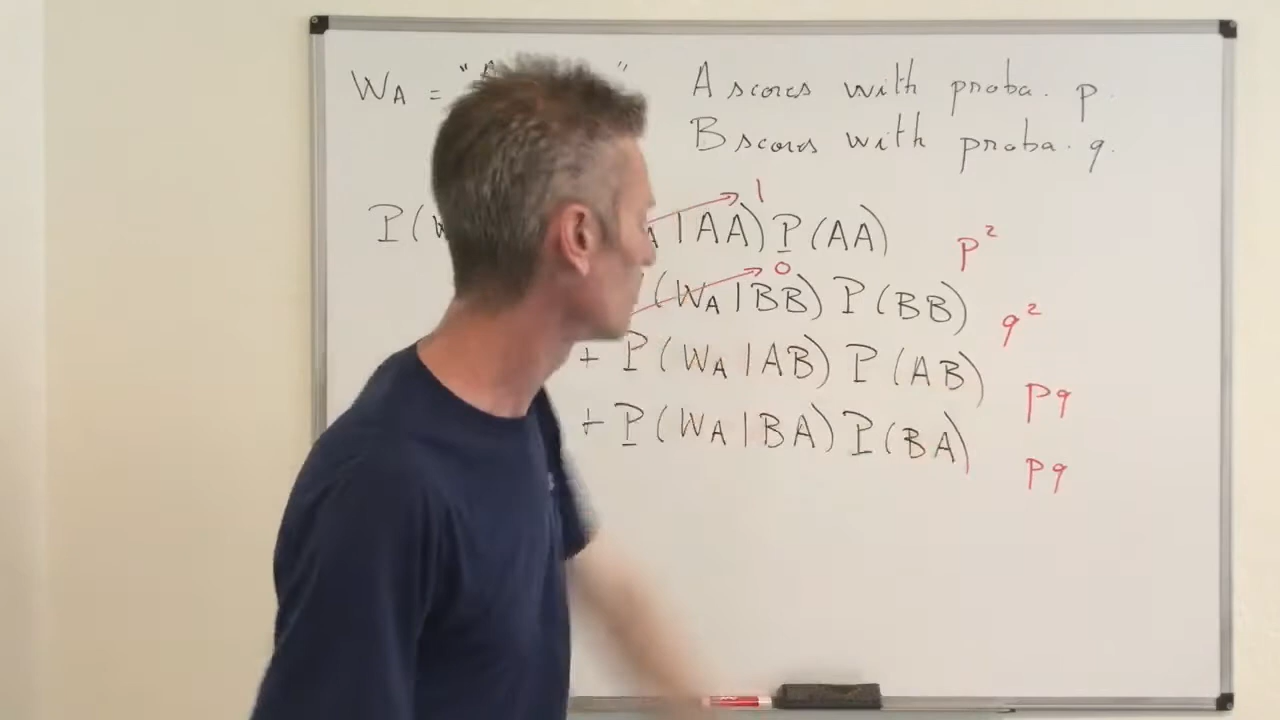 WA = " " A scores with proba. p.
B scores with proba. q.
1
P( | AA) P(AA) p²
0
(WA | BB) P(BB) q²
+ P(WA | AB) P(AB) pq
+ P(WA | BA) P(BA) pq